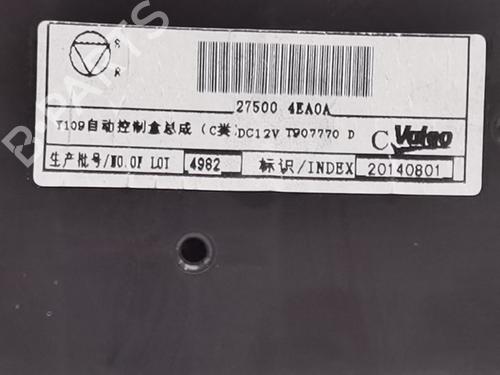 S
R
27500 4EA0A
T109自动控制盒总成 (C类)DC12V T907770 D
C Valeo
生产批号/NO.OF LOT 4982 标识/INDEX 20140801
B-PARTS